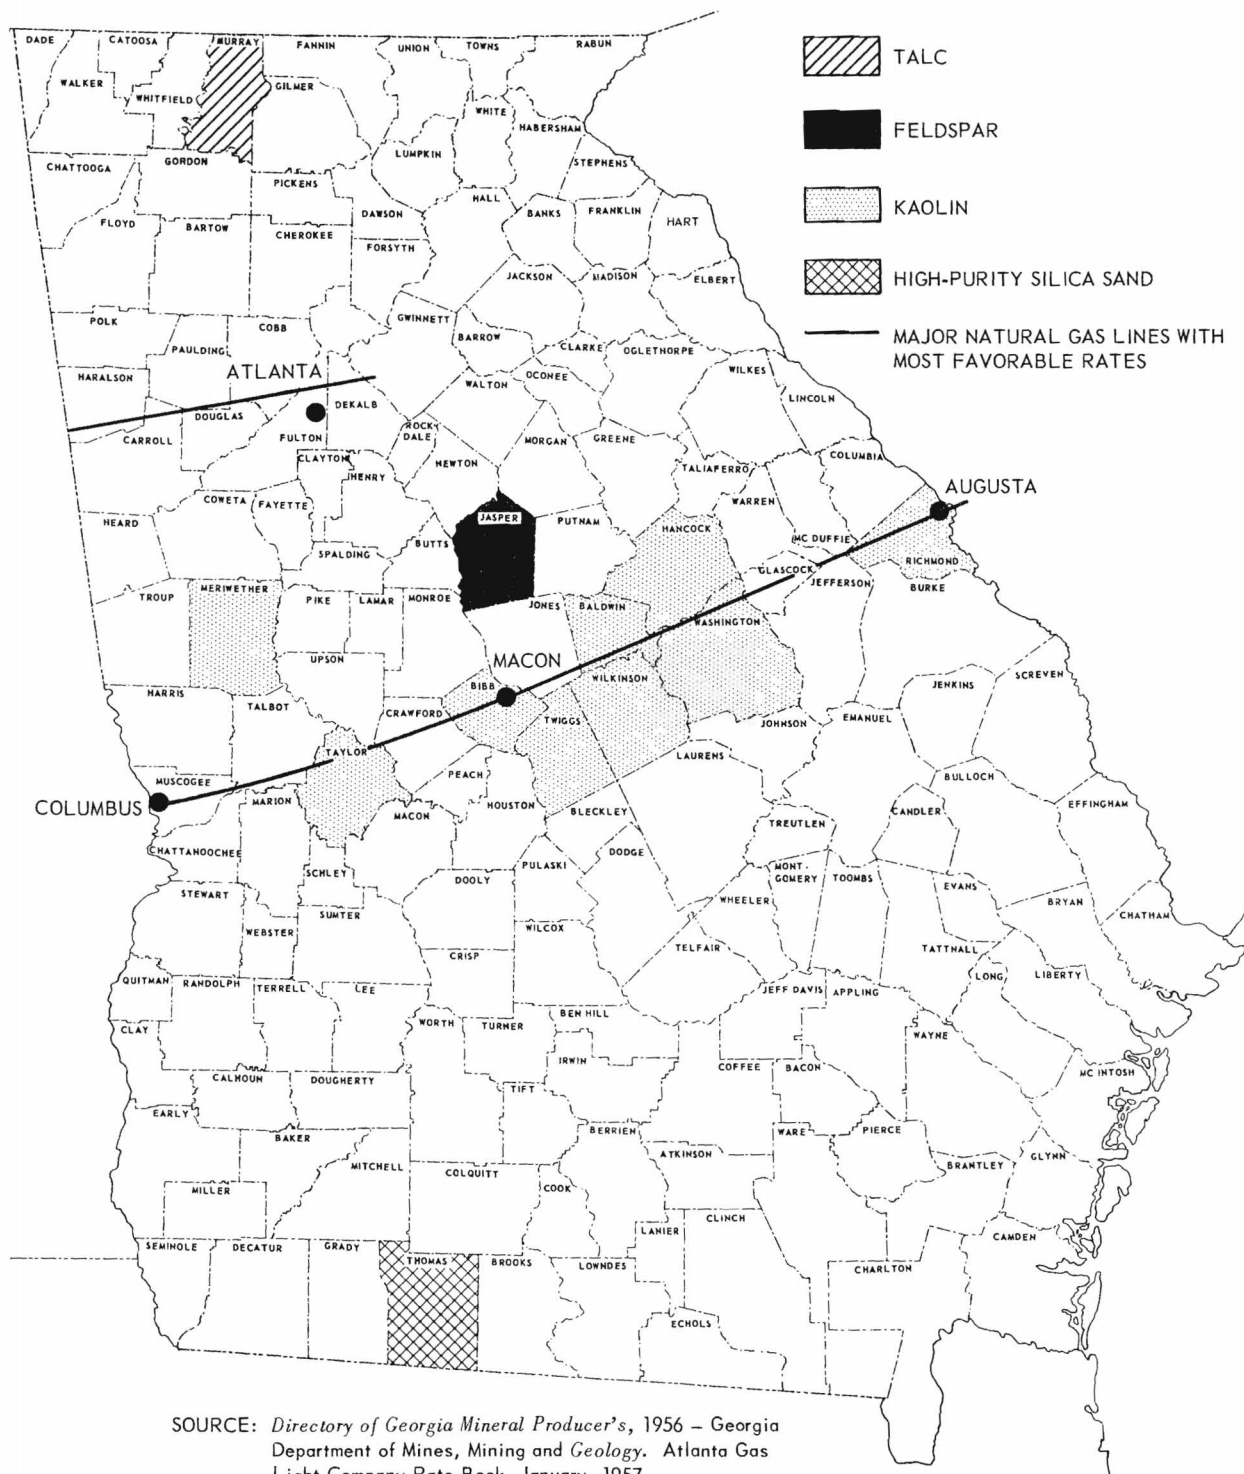 DADE
CATOOSA
MURRAY
FANNIN
UNION
TOWNS
RABUN
WALKER
WHITFIELD
GILMER
WHITE
HABERSHAM
LUMPKIN
STEPHENS
CHATTOOGA
GORDON
PICKENS
DAWSON
HALL
BANKS
FRANKLIN
HART
FLOYD
BARTOW
CHEROKEE
FORSYTH
JACKSON
MADISON
ELBERT
POLK
PAULDING
COBB
GWINNETT
BARROW
CLARKE
OGLETHORPE
HARALSON
ATLANTA
WALTON
OCONEE
WILKES
LINCOLN
DOUGLAS
DEKALB
CARROLL
FULTON
CLAYTON
ROCK-
DALE
HENRY
NEWTON
MORGAN
GREENE
TALIAFERRO
COLUMBIA
COWETA
FAYETTE
WARREN
AUGUSTA
HEARD
SPALDING
BUTTS
JASPER
PUTNAM
HANCOCK
MC DUFFIE
GLASCOCK
JEFFERSON
RICHMOND
BURKE
TROUP
MERIWETHER
PIKE
LAMAR
MONROE
JONES
BALDWIN
WASHINGTON
UPSON
MACON
BIBB
WILKINSON
JENKINS
SCREVEN
HARRIS
TALBOT
CRAWFORD
TWIGGS
JOHNSON
EMANUEL
TAYLOR
PEACH
LAURENS
MUSCOGEE
COLUMBUS
MARION
MACON
HOUSTON
BLECKLEY
TREUTLEN
CANDLER
BULLOCH
EFFINGHAM
CHATTANOOCHEE
SCHLEY
DOOLY
PULASKI
DODGE
MONT-
GOMERY
TOOMBS
EVANS
BRYAN
CHATHAM
STEWART
WEBSTER
SUMTER
WILCOX
WHEELER
CRISP
TELFAIR
TATTNALL
QUITMAN
RANDOLPH
TERRELL
LEE
JEFF DAVIS
APPLING
LONG
LIBERTY
CLAY
WORTH
TURNER
BEN HILL
IRWIN
COFFEE
BACON
WAYNE
MC INTOSH
CALHOUN
DOUGHERTY
TIFT
EARLY
BAKER
BERRIEN
WARE
PIERCE
MITCHELL
COLQUITT
COOK
ATKINSON
BRANTLEY
GLYNN
MILLER
LANIER
CLINCH
CAMDEN
SEMINOLE
DECATUR
GRADY
THOMAS
BROOKS
LOWNDES
CHARLTON
ECHOLS
TALC
FELDSPAR
KAOLIN
HIGH-PURITY SILICA SAND
MAJOR NATURAL GAS LINES WITH
MOST FAVORABLE RATES
SOURCE: Directory of Georgia Mineral Producer's, 1956 – Georgia
Department of Mines, Mining and Geology. Atlanta Gas
Light Company Rate Book, January, 1957